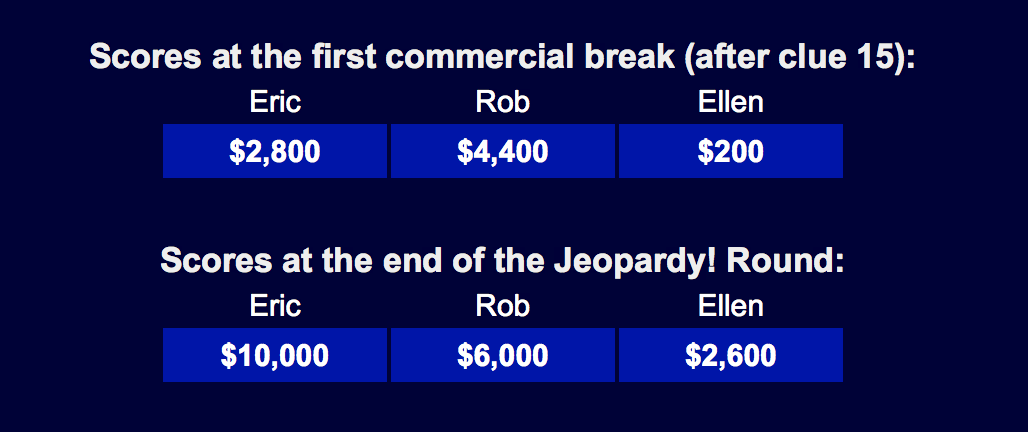 Scores at the first commercial break (after clue 15):
Eric Rob Ellen
$2,800 $4,400 $200
Scores at the end of the Jeopardy! Round:
Eric Rob Ellen
$10,000 $6,000 $2,600